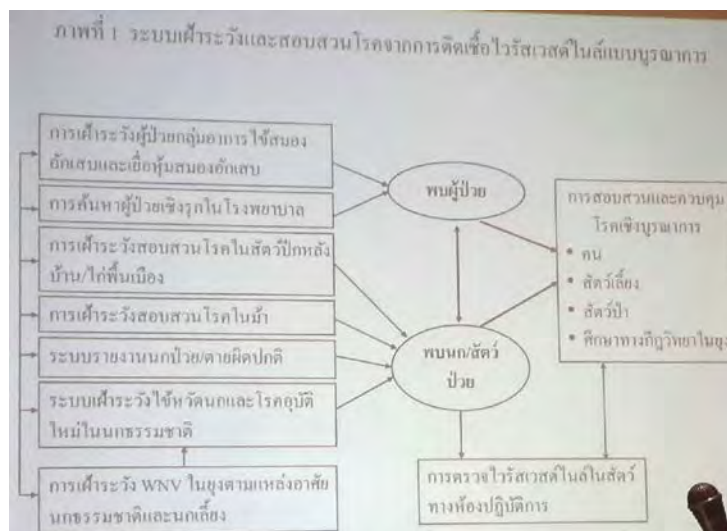 ภาพที่ 1 ระบบเฝ้าระวังและสอบสวนโรคจากการติดเชื้อไวรัสเวสต์ไนล์แบบบูรณาการ
การเฝ้าระวังผู้ป่วยกลุ่มอาการไข้สมอง
อักเสบและเยื่อหุ้มสมองอักเสบ
การค้นหาผู้ป่วยเชิงรุกในโรงพยาบาล
การเฝ้าระวังสอบสวนโรคในสัตว์ปีกหลัง
บ้าน/ไก่พื้นเมือง
การเฝ้าระวังสอบสวนโรคในม้า
ระบบรายงานนกป่วย/ตายผิดปกติ
ระบบเฝ้าระวังไข้หวัดนกและโรคอุบัติ
ใหม่ในนกธรรมชาติ
การเฝ้าระวัง WNV ในยุงตามแหล่งอาศัย
นกธรรมชาติและนกเลี้ยง
พบผู้ป่วย
พบนก/สัตว์
ป่วย
การสอบสวนและควบคุม
โรคเชิงบูรณาการ
• คน
• สัตว์เลี้ยง
• สัตว์ป่า
• ศึกษาทางกีฏวิทยาในยุง
การตรวจไวรัสเวสต์ไนล์ในสัตว์
ทางห้องปฏิบัติการ